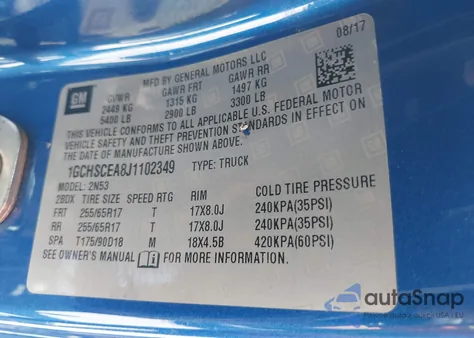 08/17
GM
MFD BY GENERAL MOTORS LLC
GVWR GAWR FRT GAWR RR
2449 KG 1315 KG 1497 KG
5400 LB 2900 LB 3300 LB
THIS VEHICLE CONFORMS TO ALL APPLICABLE U.S. FEDERAL MOTOR
VEHICLE SAFETY AND THEFT PREVENTION STANDARDS IN EFFECT ON
THE DATE OF MANUFACTURE SHOWN ABOVE.
1GCHSCEA8J1102349 TYPE: TRUCK
MODEL: 2N53
2BDX TIRE SIZE SPEED RTG RIM COLD TIRE PRESSURE
FRT 255/65R17 T 17X8.0J 240KPA(35PSI)
RR 255/65R17 T 17X8.0J 240KPA(35PSI)
SPA T175/90D18 M 18X4.5B 420KPA(60PSI)
SEE OWNER'S MANUAL FOR MORE INFORMATION.
autoSnap